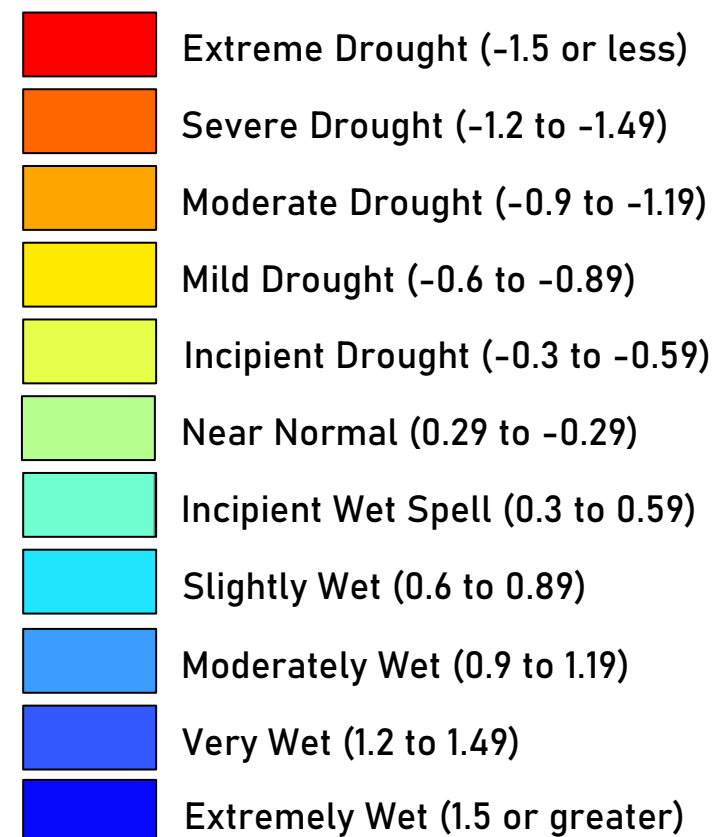 Extreme Drought (-1.5 or less)
Severe Drought (-1.2 to -1.49)
Moderate Drought (-0.9 to -1.19)
Mild Drought (-0.6 to -0.89)
Incipient Drought (-0.3 to -0.59)
Near Normal (0.29 to -0.29)
Incipient Wet Spell (0.3 to 0.59)
Slightly Wet (0.6 to 0.89)
Moderately Wet (0.9 to 1.19)
Very Wet (1.2 to 1.49)
Extremely Wet (1.5 or greater)